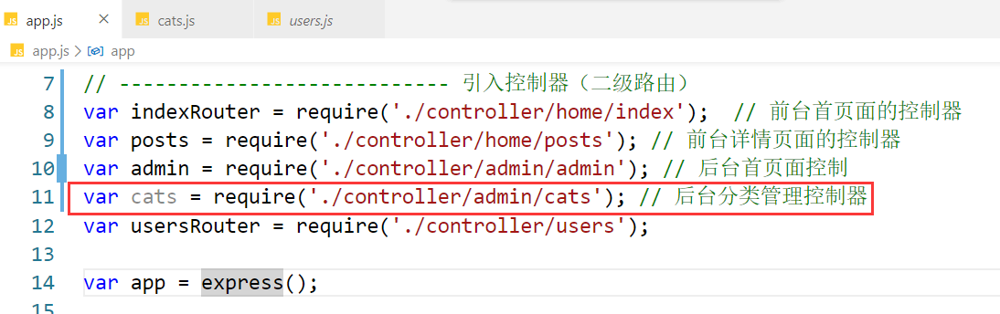 JS app.js × JS cats.js JS users.js
JS app.js > app
7 // ---------------------------- 引入控制器（二级路由）
8 var indexRouter = require('./controller/home/index'); // 前台首页面的控制器
9 var posts = require('./controller/home/posts'); // 前台详情页面的控制器
10 var admin = require('./controller/admin/admin'); // 后台首页面控制
11 var cats = require('./controller/admin/cats'); // 后台分类管理控制器
12 var usersRouter = require('./controller/users');
13
14 var app = express();
15